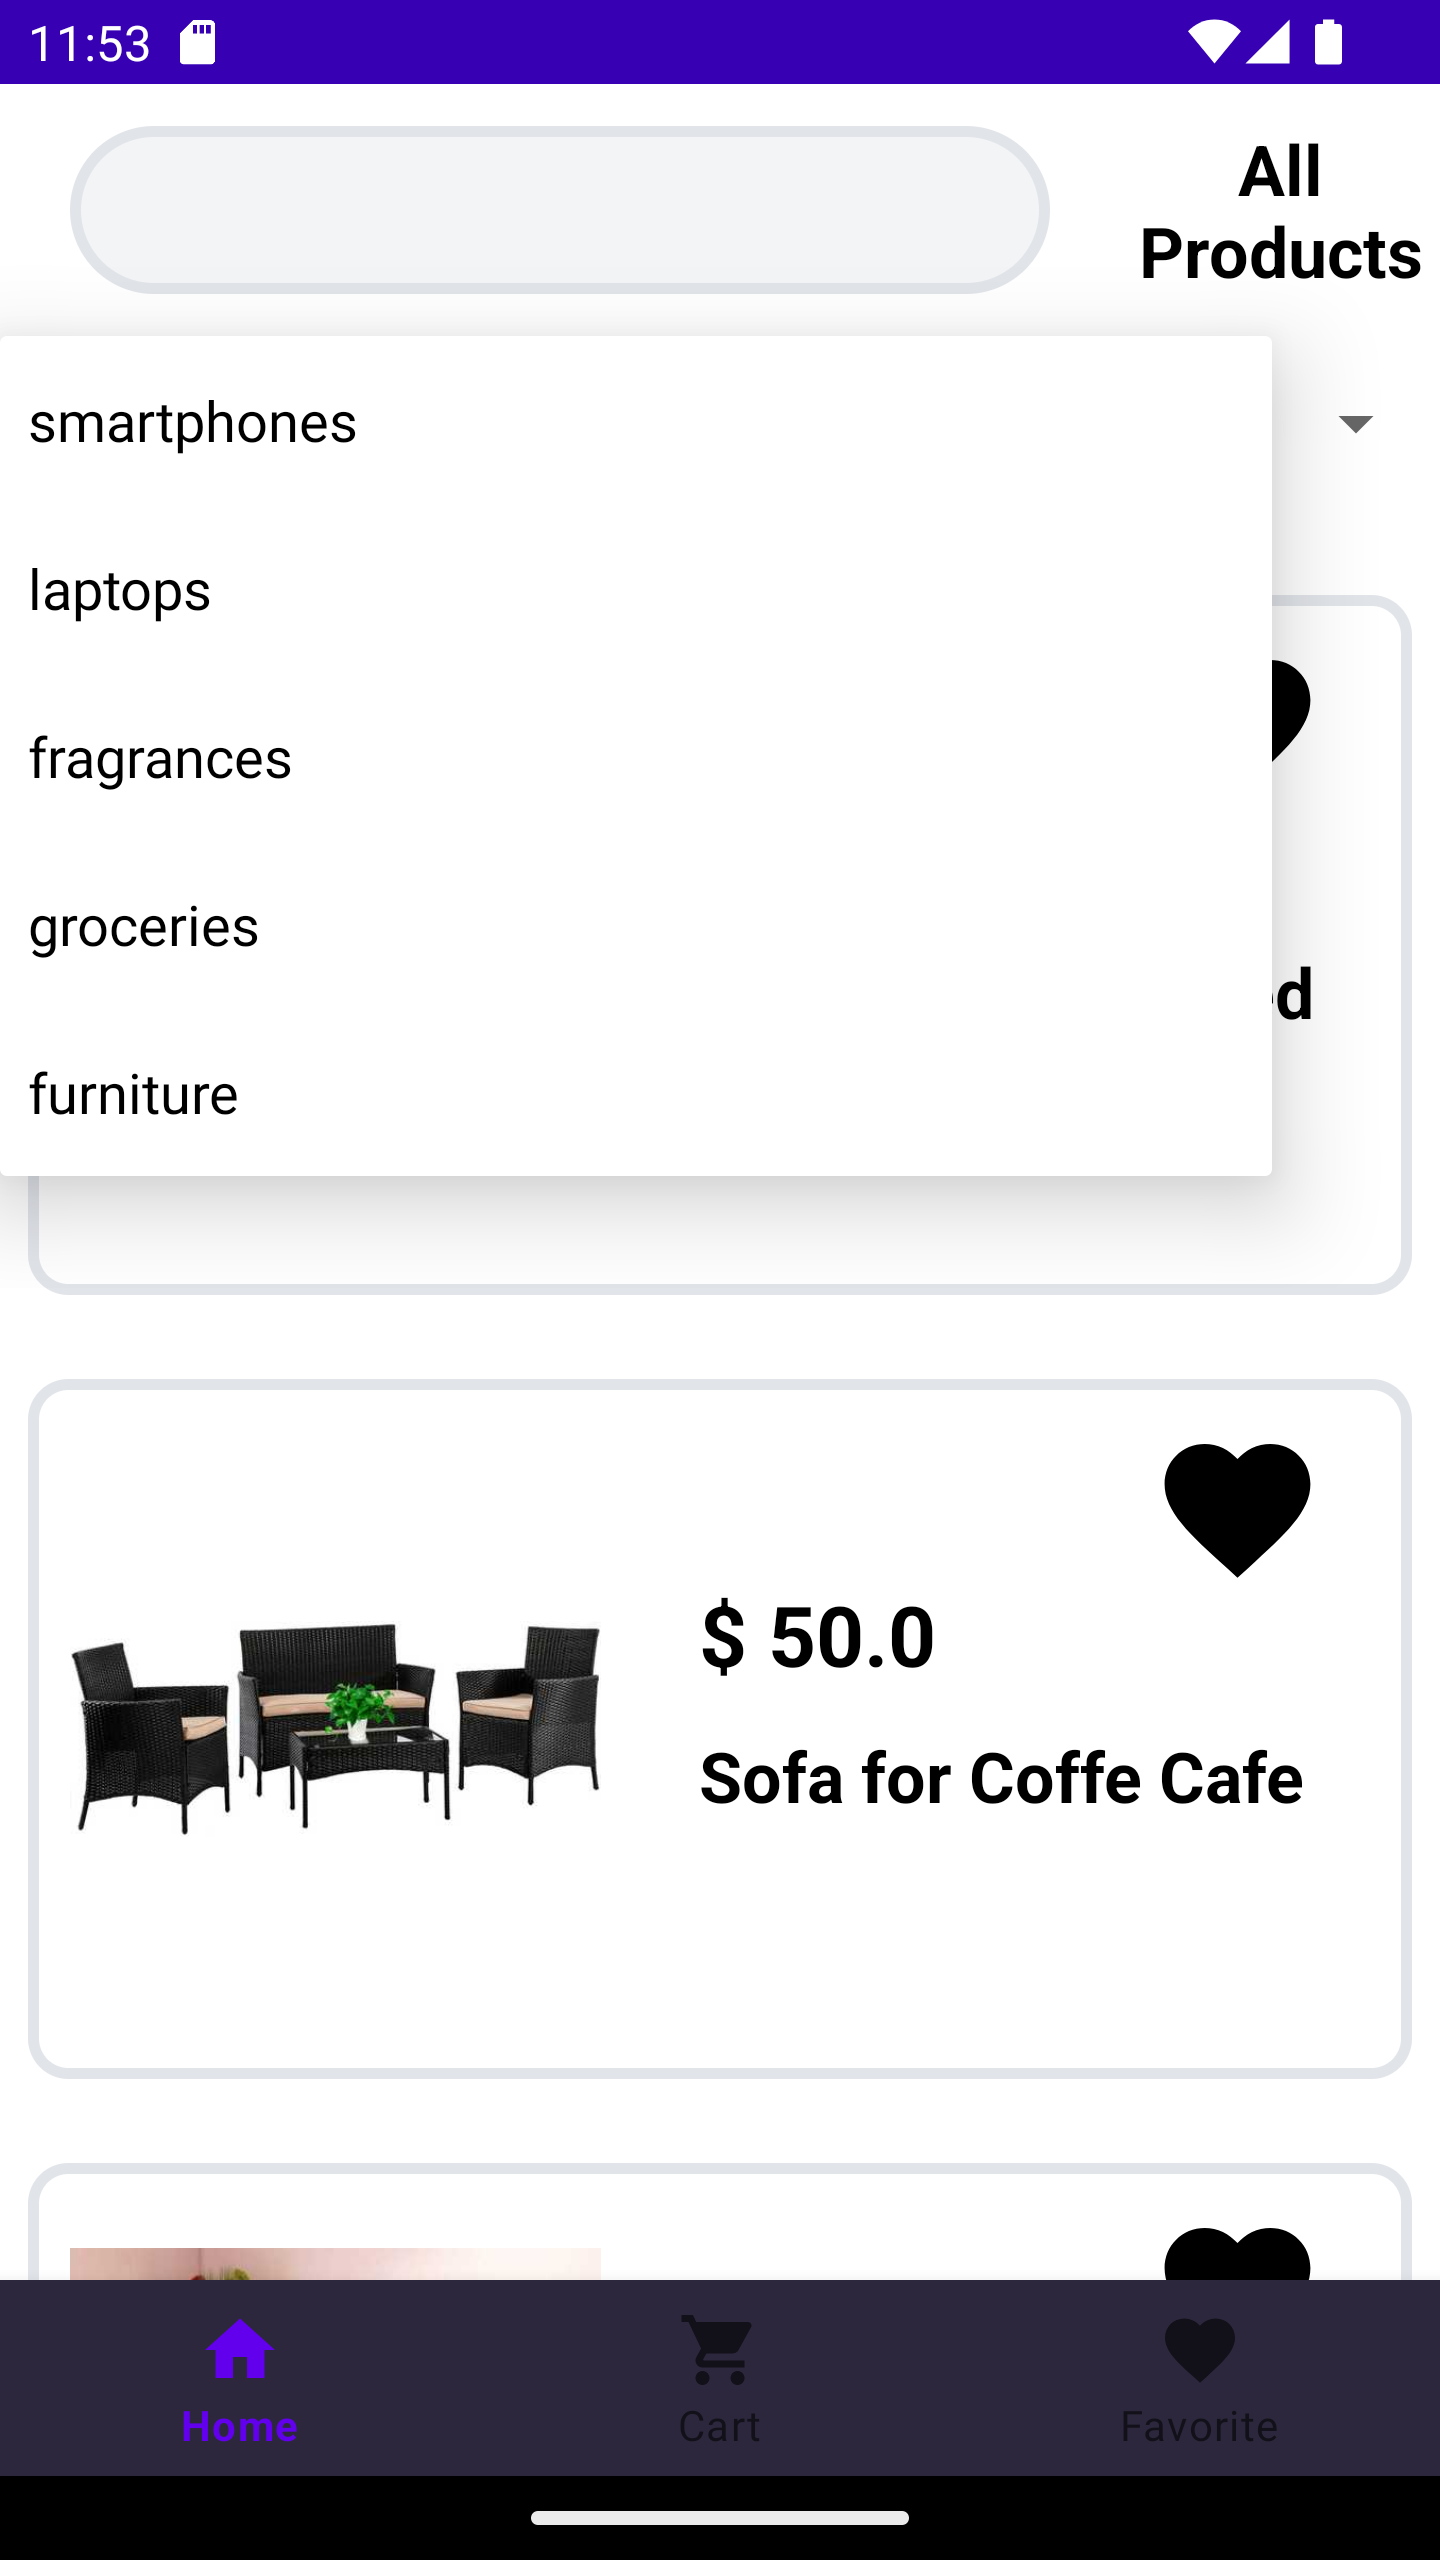 11:53
All
Products
smartphones
laptops
fragrances
groceries
furniture
$ 50.0
Sofa for Coffe Cafe
Home
Cart
Favorite